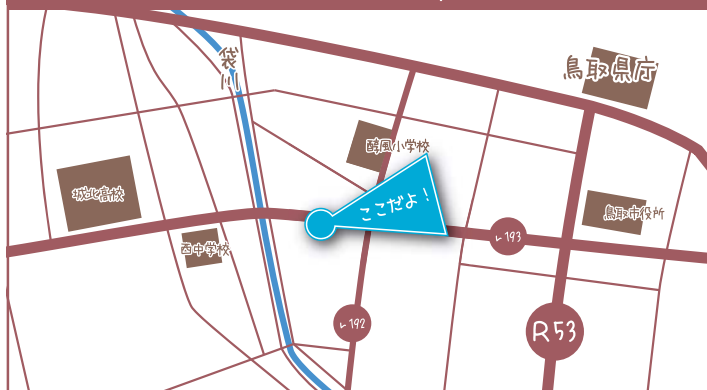 袋川
鳥取県庁
醇風小学校
城北高校
ここだよ！
鳥取市役所
西中学校
L 193
L 192
R53